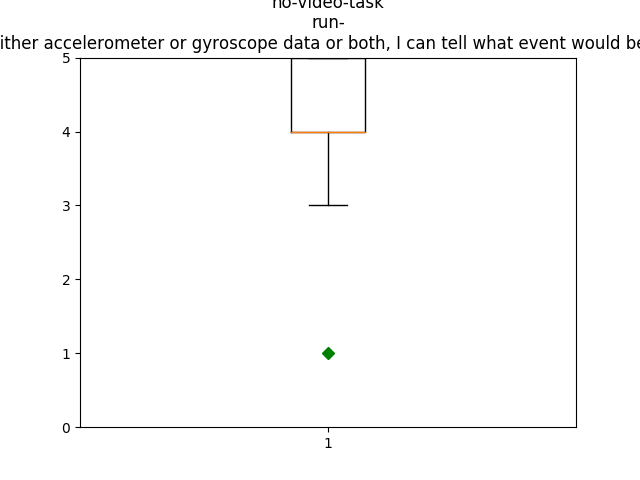 no-video-task
run-
ither accelerometer or gyroscope data or both, I can tell what event would be
5
4
3
2
1
0
1